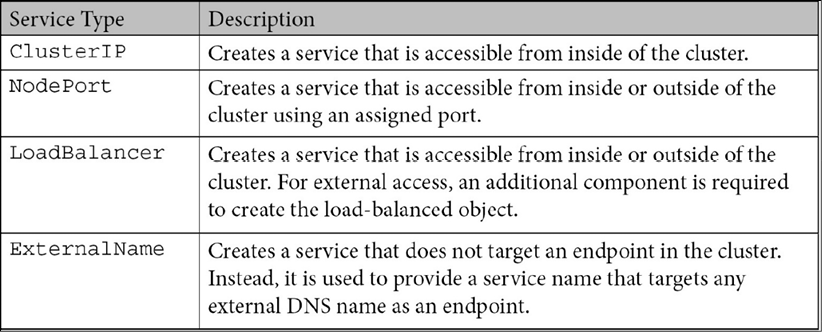 Service Type Description
ClusterIP Creates a service that is accessible from inside of the cluster.
NodePort Creates a service that is accessible from inside or outside of the
cluster using an assigned port.
LoadBalancer Creates a service that is accessible from inside or outside of the
cluster. For external access, an additional component is required
to create the load-balanced object.
ExternalName Creates a service that does not target an endpoint in the cluster.
Instead, it is used to provide a service name that targets any
external DNS name as an endpoint.